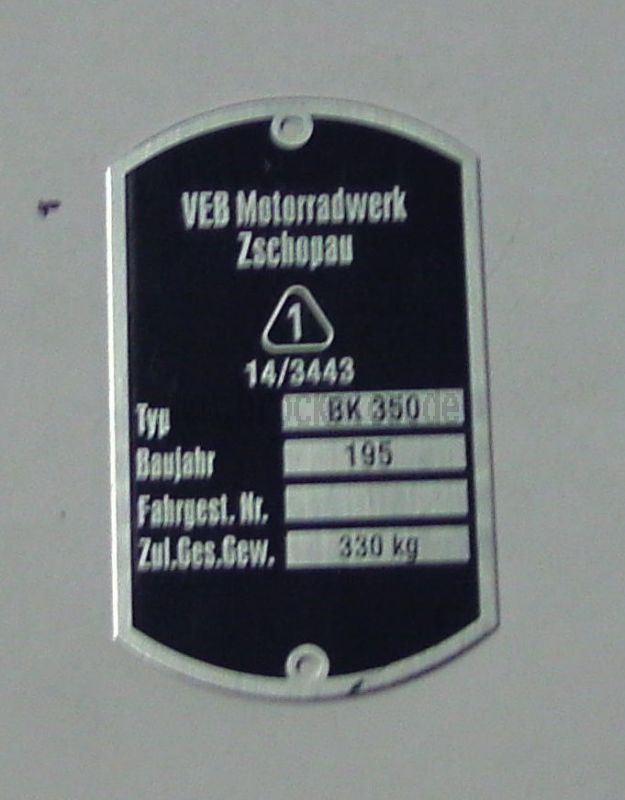 VEB Motorradwerk
Zschopau
1
14/3443
Typ BK 350
Baujahr 195
Fahrgest. Nr.
Zul.Ges.Gew. 330 kg